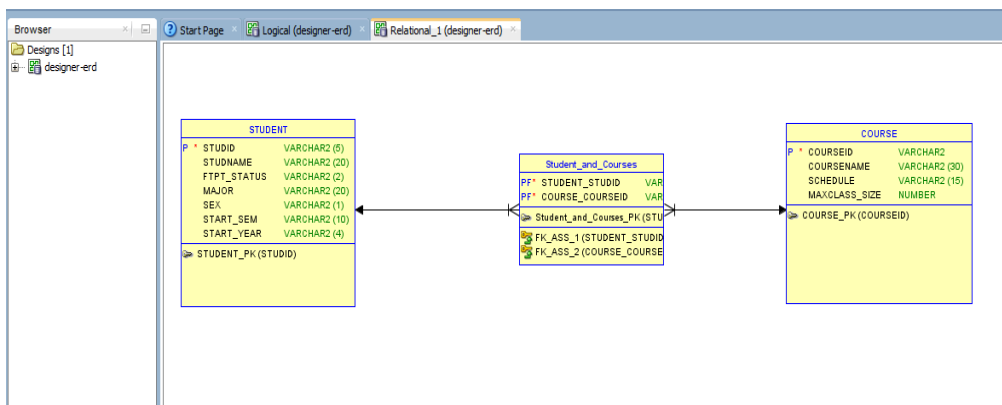 Browser
Start Page
Logical (designer-erd)
Relational_1 (designer-erd)
Designs [1]
designer-erd
STUDENT
P * STUDID VARCHAR2 (5)
STUDNAME VARCHAR2 (20)
FTPT_STATUS VARCHAR2 (2)
MAJOR VARCHAR2 (20)
SEX VARCHAR2 (1)
START_SEM VARCHAR2 (10)
START_YEAR VARCHAR2 (4)
STUDENT_PK (STUDID)
Student_and_Courses
PF* STUDENT_STUDID VAR
PF* COURSE_COURSEID VAR
Student_and_Courses_PK (STU
FK_ASS_1 (STUDENT_STUDID
FK_ASS_2 (COURSE_COURSE
COURSE
P * COURSEID VARCHAR2
COURSENAME VARCHAR2 (30)
SCHEDULE VARCHAR2 (15)
MAXCLASS_SIZE NUMBER
COURSE_PK (COURSEID)